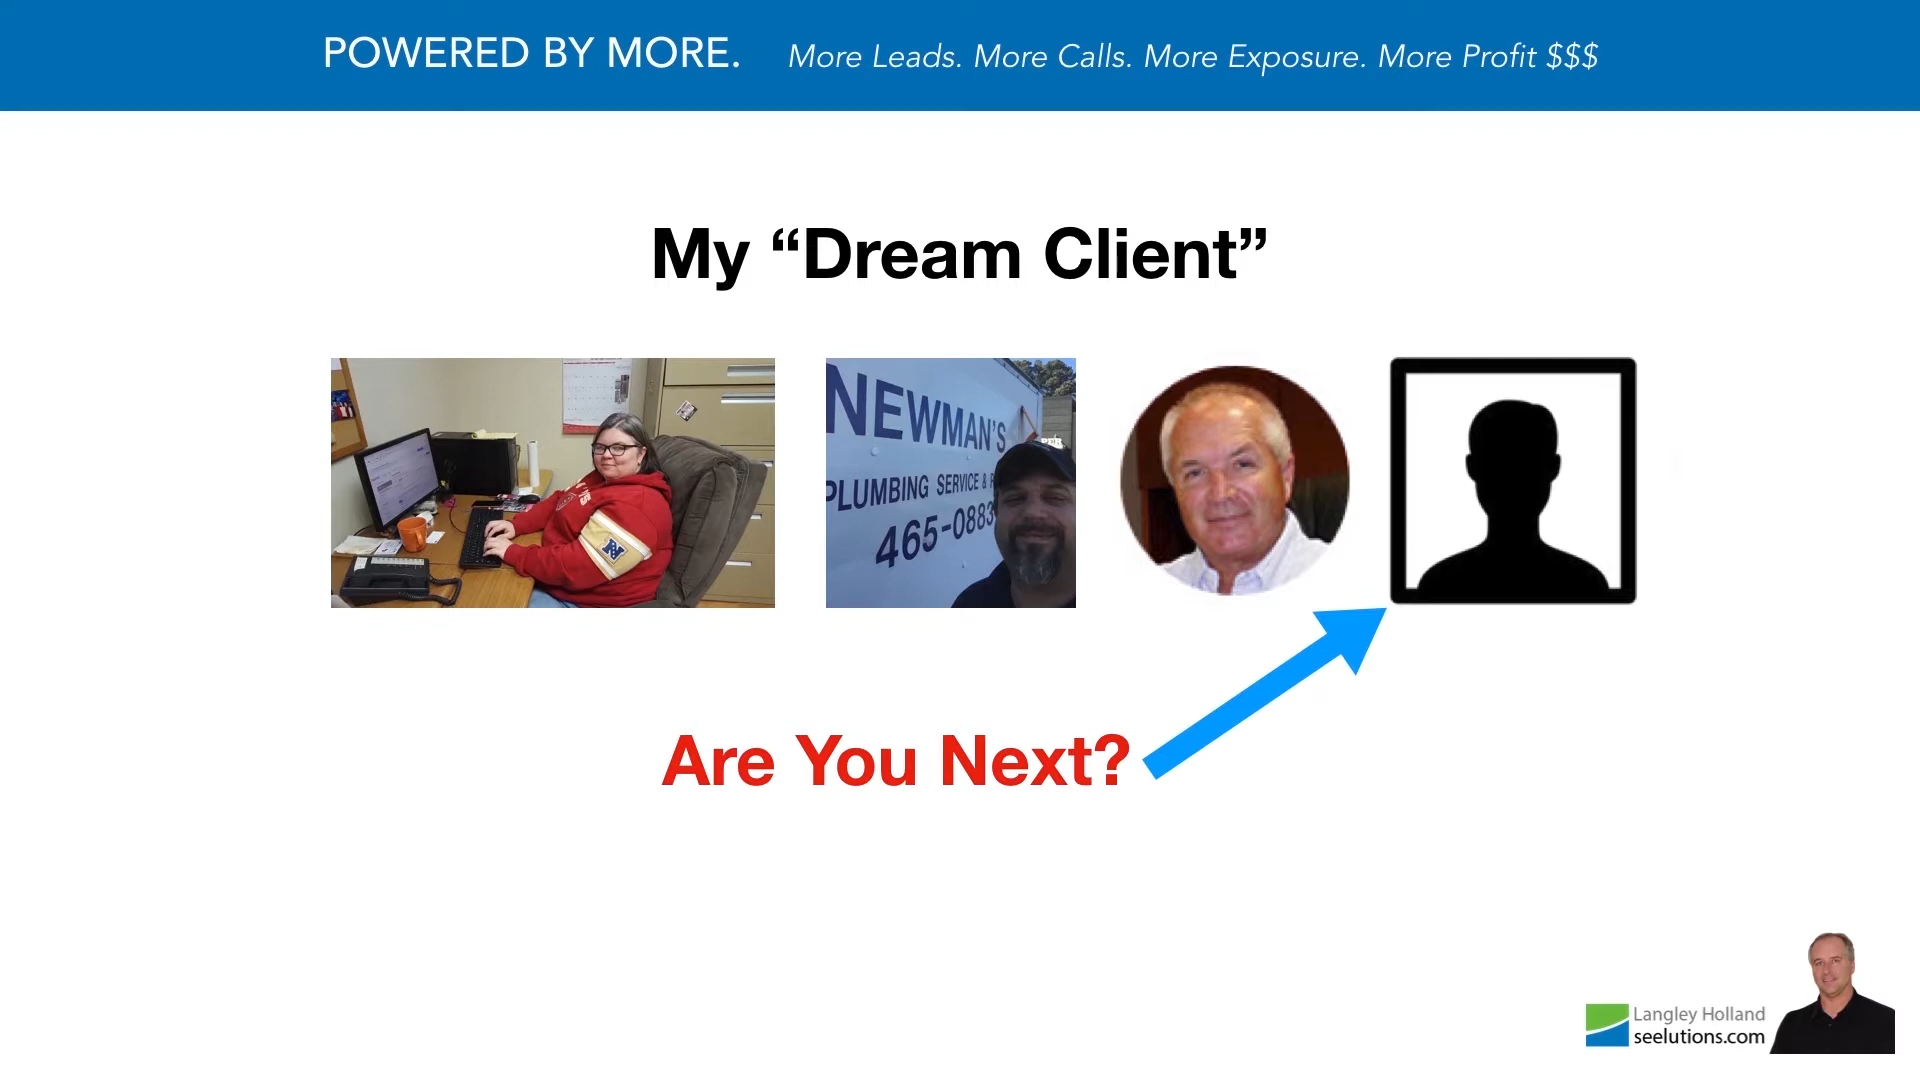 POWERED BY MORE. More Leads. More Calls. More Exposure. More Profit $$$
My “Dream Client”
NEWMAN'S
PLUMBING SERVICE &
465-0883
Are You Next?
Langley Holland
seelutions.com